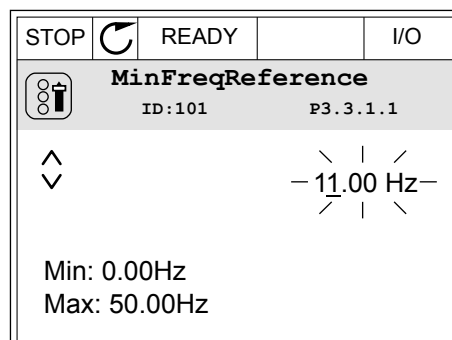 STOP READY I/O
MinFreqReference
ID:101 P3.3.1.1
11.00 Hz
Min: 0.00Hz
Max: 50.00Hz